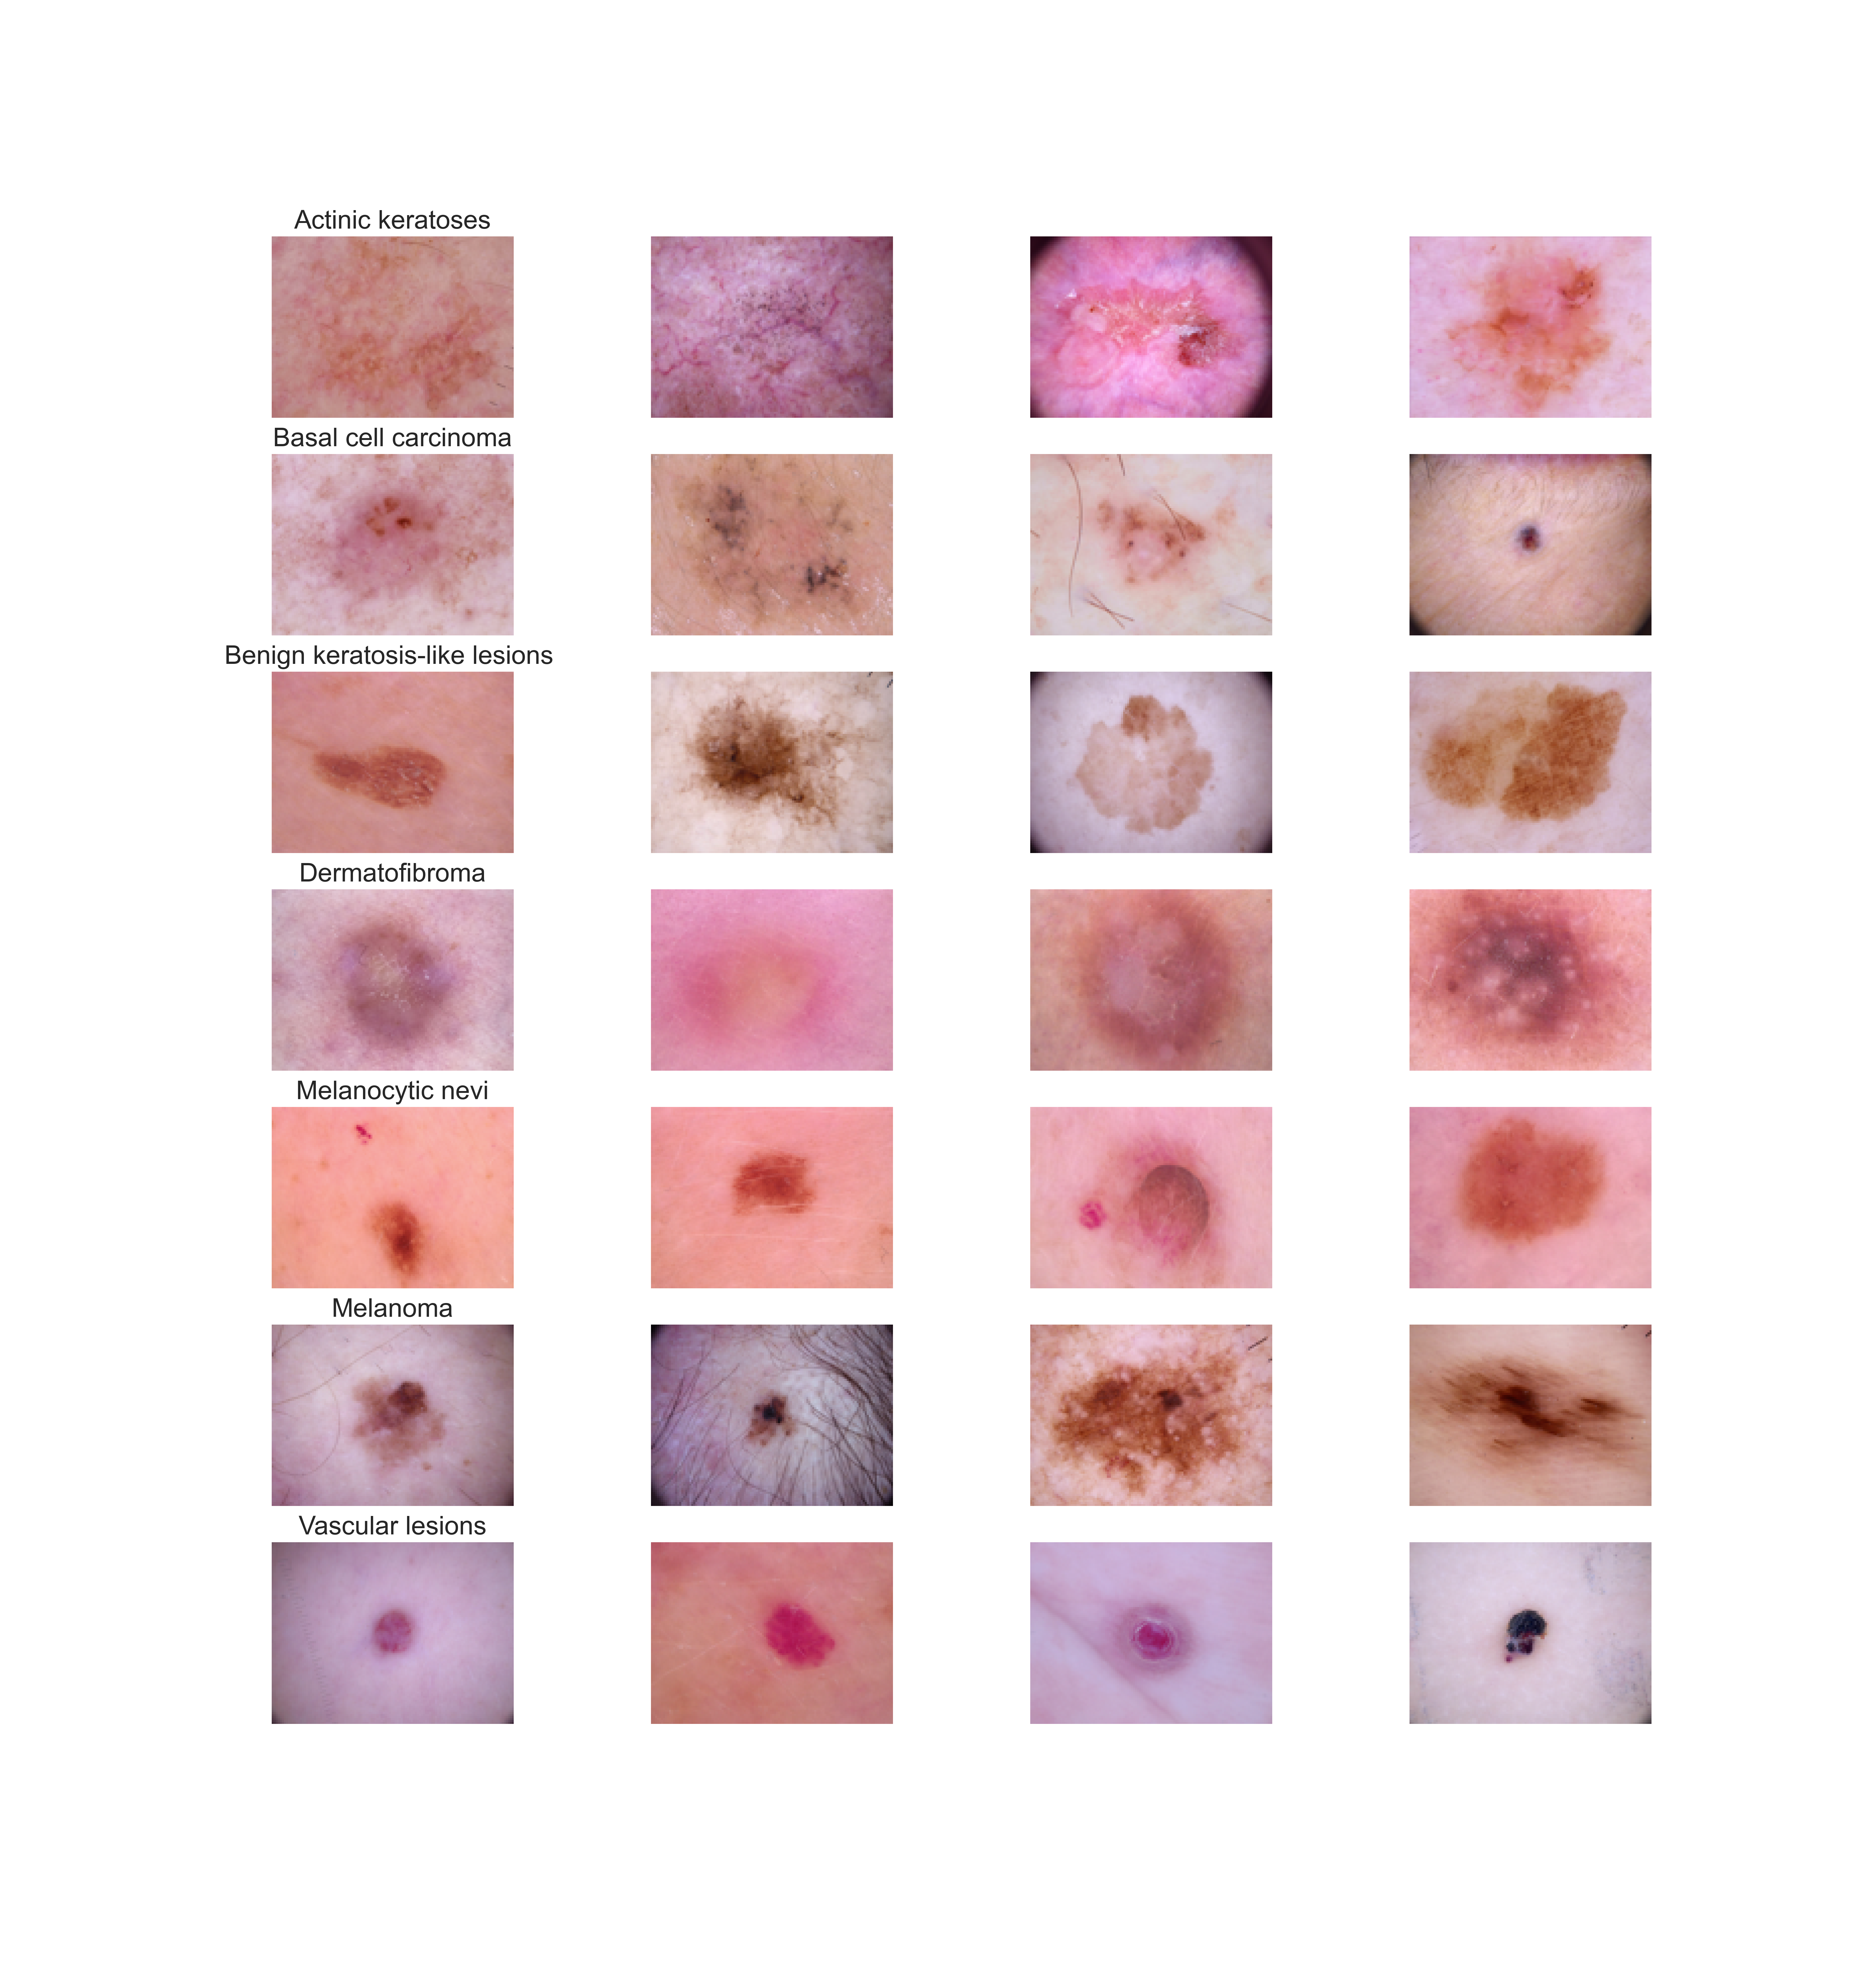 Actinic keratoses
Basal cell carcinoma
Benign keratosis-like lesions
Dermatofibroma
Melanocytic nevi
Melanoma
Vascular lesions